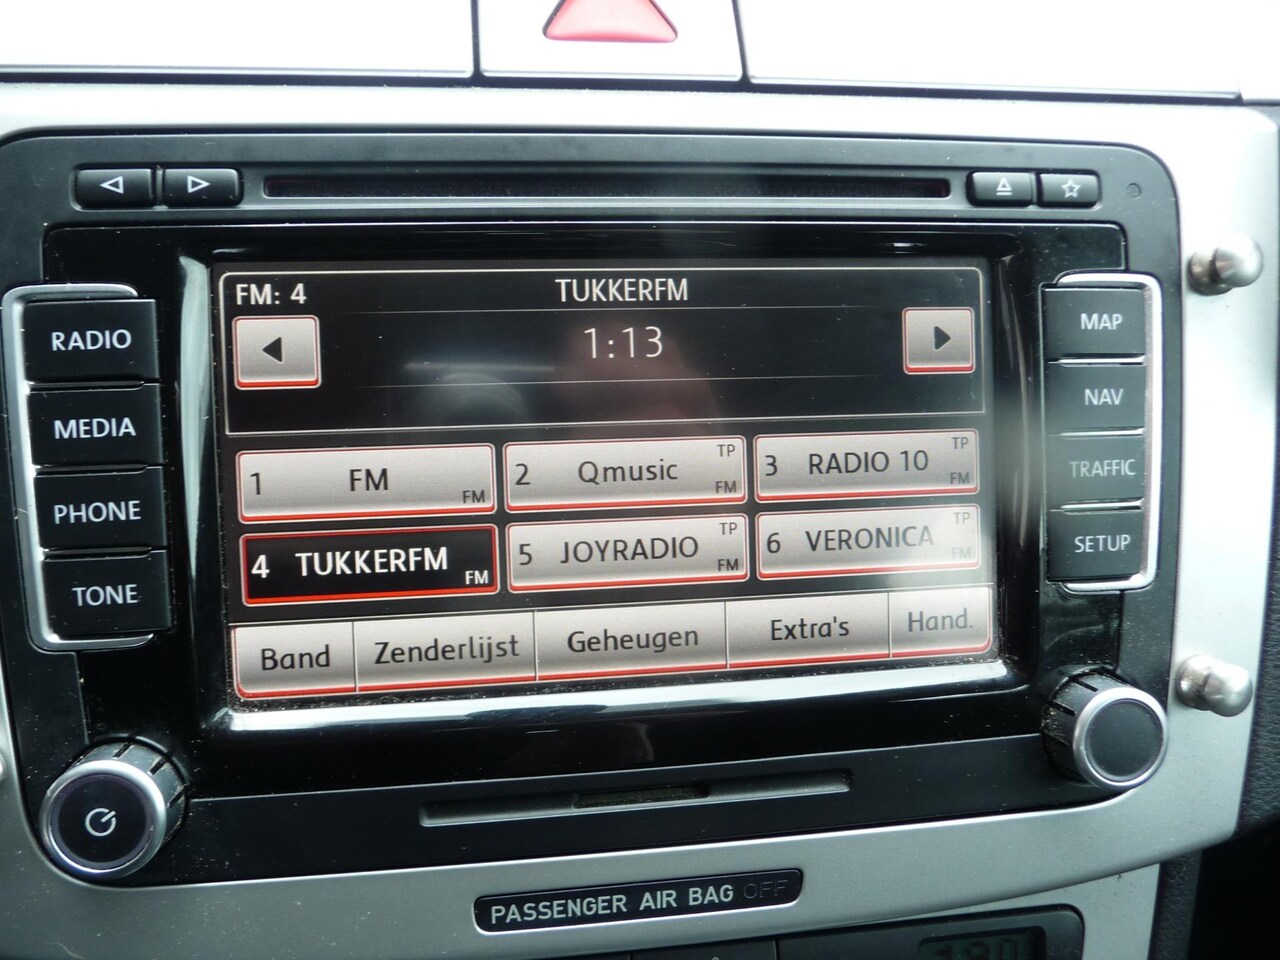 FM: 4 TUKKERFM
1:13
RADIO
MEDIA
PHONE
TONE
MAP
NAV
TRAFFIC
SETUP
1 FM FM
2 Qmusic TP FM
3 RADIO 10 TP FM
4 TUKKERFM FM
5 JOYRADIO TP FM
6 VERONICA TP FM
Band Zenderlijst Geheugen Extra's Hand.
PASSENGER AIR BAG OFF